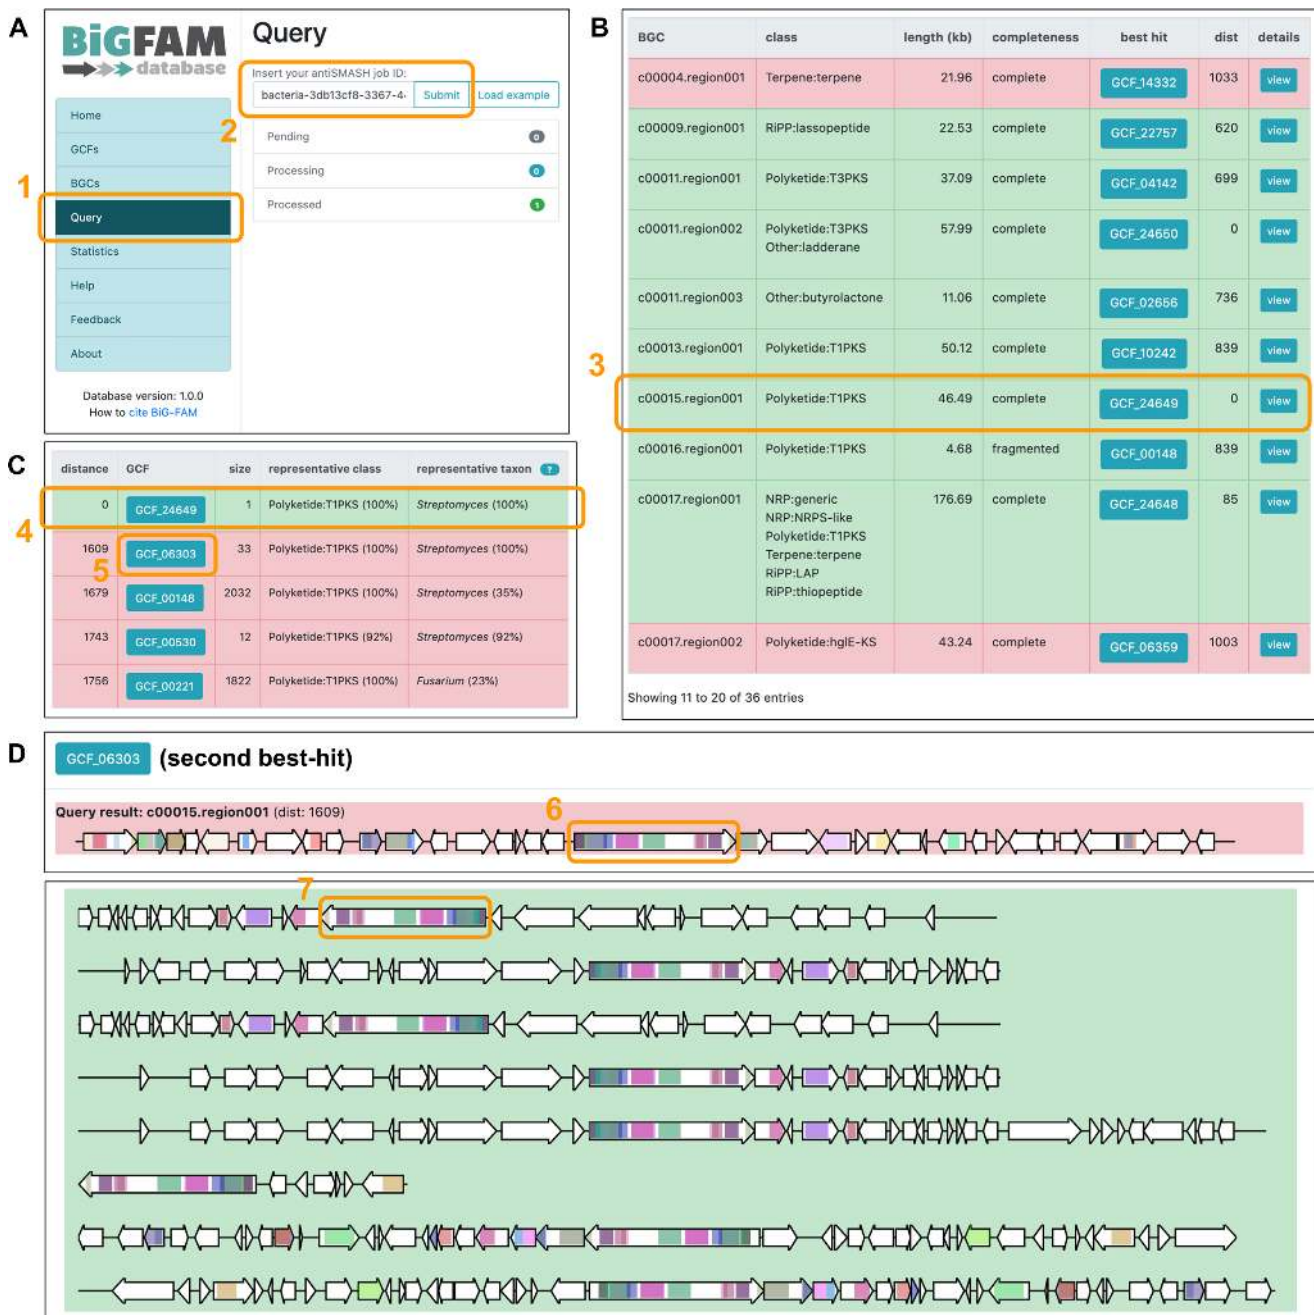 A
BiGFAM
database
Home
GCFs
BGCs
1
Query
Statistics
Help
Feedback
About
Database version: 1.0.0
How to cite BiG-FAM
Query
Insert your antiSMASH job ID:
bacteria-3db13cf8-3367-4- Submit Load example
2
Pending 0
Processing 0
Processed 1
B
BGC class length (kb) completeness best hit dist details
c00004.region001 Terpene:terpene 21.96 complete GCF_14332 1033 view
c00009.region001 RiPP:lassopeptide 22.53 complete GCF_22757 620 view
c00011.region001 Polyketide:T3PKS 37.09 complete GCF_04142 699 view
c00011.region002 Polyketide:T3PKS 57.99 complete GCF_24650 0 view
Other:ladderane
c00011.region003 Other:butyrolactone 11.06 complete GCF_02656 736 view
c00013.region001 Polyketide:T1PKS 50.12 complete GCF_10242 839 view
3
c00015.region001 Polyketide:T1PKS 46.49 complete GCF_24649 0 view
c00016.region001 Polyketide:T1PKS 4.68 fragmented GCF_00148 839 view
c00017.region001 NRP:generic 176.69 complete GCF_24648 85 view
NRP:NRPS-like
Polyketide:T1PKS
Terpene:terpene
RiPP:LAP
RiPP:thiopeptide
c00017.region002 Polyketide:hglE-KS 43.24 complete GCF_06359 1003 view
Showing 11 to 20 of 36 entries
C
distance GCF size representative class representative taxon ?
0 GCF_24649 1 Polyketide:T1PKS (100%) Streptomyces (100%)
4
1609 GCF_06303 33 Polyketide:T1PKS (100%) Streptomyces (100%)
5
1679 GCF_00148 2032 Polyketide:T1PKS (100%) Streptomyces (35%)
1743 GCF_00530 12 Polyketide:T1PKS (92%) Streptomyces (92%)
1756 GCF_00221 1822 Polyketide:T1PKS (100%) Fusarium (23%)
D
GCF_06303 (second best-hit)
Query result: c00015.region001 (dist: 1609)
6
7